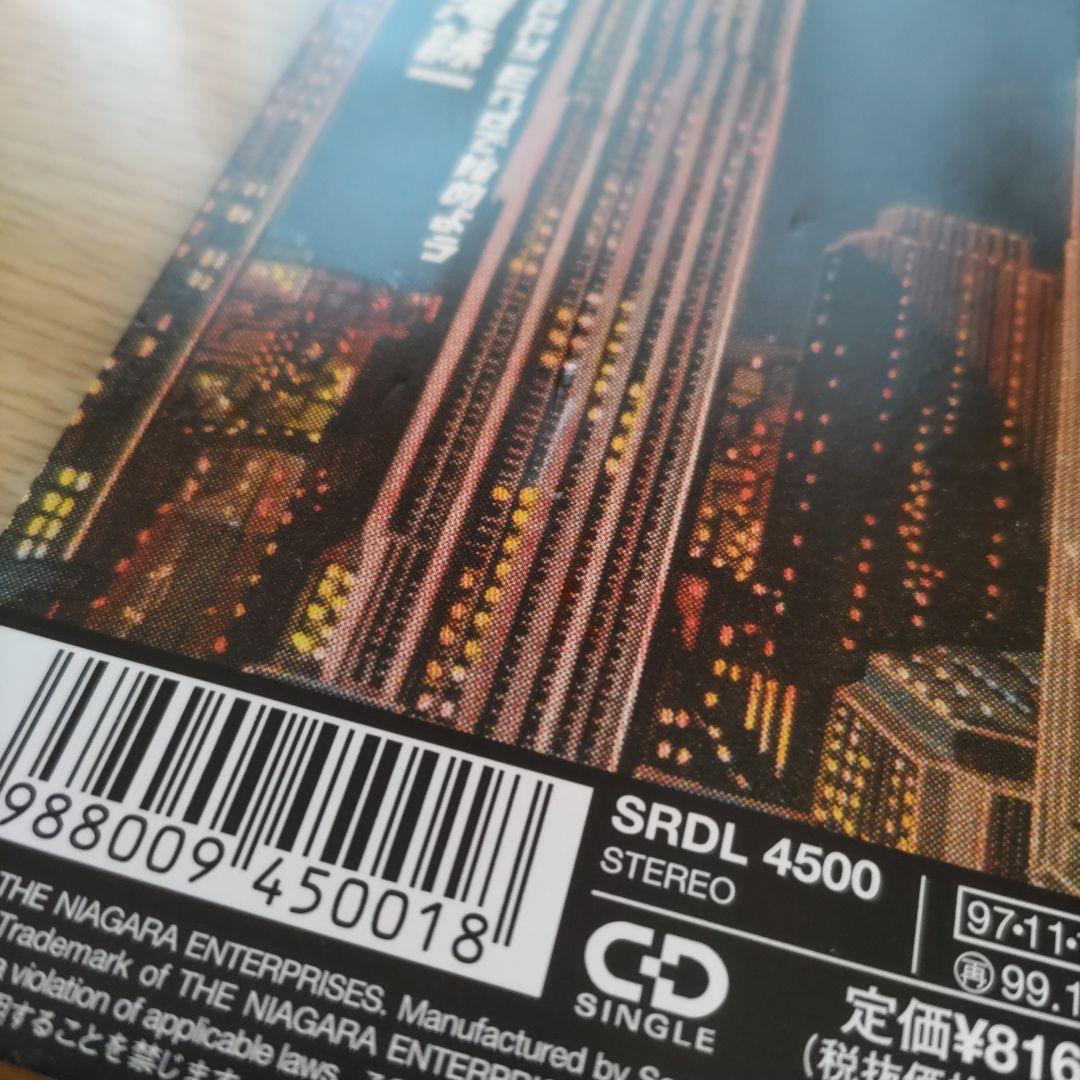 988009 450018
SRDL 4500
STEREO
CD
SINGLE
97·11·
再 99.1
定価¥816
(税抜価
THE NIAGARA ENTERPRISES. Manufactured by
Trademark of THE NIAGARA
a violation of applicable laws.
用することを禁じます